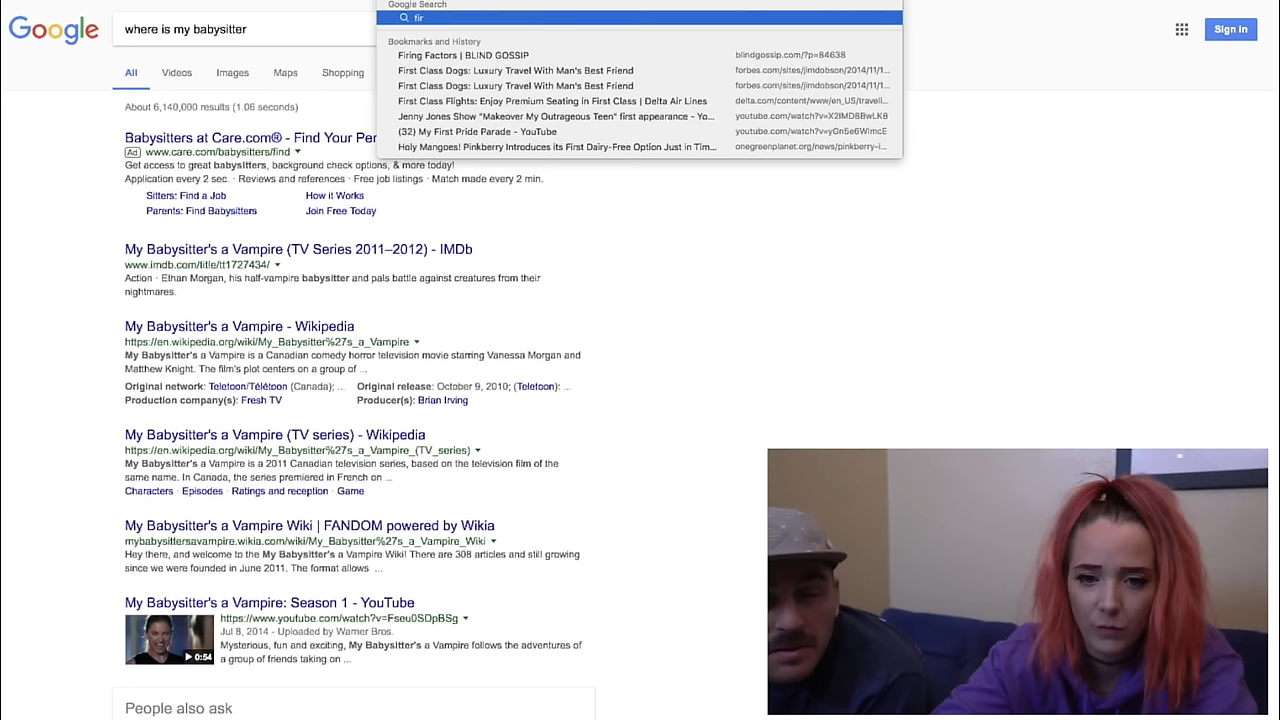 Google Search
fir
Bookmarks and History
Firing Factors | BLIND GOSSIP blindgossip.com/?p=84638
First Class Dogs: Luxury Travel With Man's Best Friend forbes.com/sites/jimdobson/2014/11/1...
First Class Dogs: Luxury Travel With Man's Best Friend forbes.com/sites/jimdobson/2014/11/1...
First Class Flights: Enjoy Premium Seating in First Class | Delta Air Lines delta.com/content/www/en_US/traveli...
Jenny Jones Show "Makeover My Outrageous Teen" first appearance - Yo... youtube.com/watch?v=X2IMD8BwLK8
(32) My First Pride Parade - YouTube youtube.com/watch?v=yGn5e6WImcE
Holy Mangoes! Pinkberry Introduces its First Dairy-Free Option Just in Tim... onegreenplanet.org/news/pinkberry-i...
Google
where is my babysitter
Sign in
All Videos Images Maps Shopping
About 6,140,000 results (1.06 seconds)
Babysitters at Care.com® - Find Your Per
Ad www.care.com/babysitters/find
Get access to great babysitters, background check options, & more today!
Application every 2 sec. · Reviews and references · Free job listings · Match made every 2 min.
Sitters: Find a Job How it Works
Parents: Find Babysitters Join Free Today
My Babysitter's a Vampire (TV Series 2011–2012) - IMDb
www.imdb.com/title/tt1727434/
Action · Ethan Morgan, his half-vampire babysitter and pals battle against creatures from their
nightmares.
My Babysitter's a Vampire - Wikipedia
https://en.wikipedia.org/wiki/My_Babysitter%27s_a_Vampire
My Babysitter's a Vampire is a Canadian comedy horror television movie starring Vanessa Morgan and
Matthew Knight. The film's plot centers on a group of ...
Original network: Teletoon/Télétoon (Canada); ... Original release: October 9, 2010; (Teletoon): ...
Production company(s): Fresh TV Producer(s): Brian Irving
My Babysitter's a Vampire (TV series) - Wikipedia
https://en.wikipedia.org/wiki/My_Babysitter%27s_a_Vampire_(TV_series)
My Babysitter's a Vampire is a 2011 Canadian television series, based on the television film of the
same name. In Canada, the series premiered in French on ...
Characters · Episodes · Ratings and reception · Game
My Babysitter's a Vampire Wiki | FANDOM powered by Wikia
mybabysittersavampire.wikia.com/wiki/My_Babysitter%27s_a_Vampire_Wiki
Hey there, and welcome to the My Babysitter's a Vampire Wiki! There are 308 articles and still growing
since we were founded in June 2011. The format allows ...
My Babysitter's a Vampire: Season 1 - YouTube
https://www.youtube.com/watch?v=Fseu0SDpBSg
Jul 8, 2014 - Uploaded by Warner Bros.
Mysterious, fun and exciting, My Babysitter's a Vampire follows the adventures of
a group of friends taking on ...
0:54
People also ask